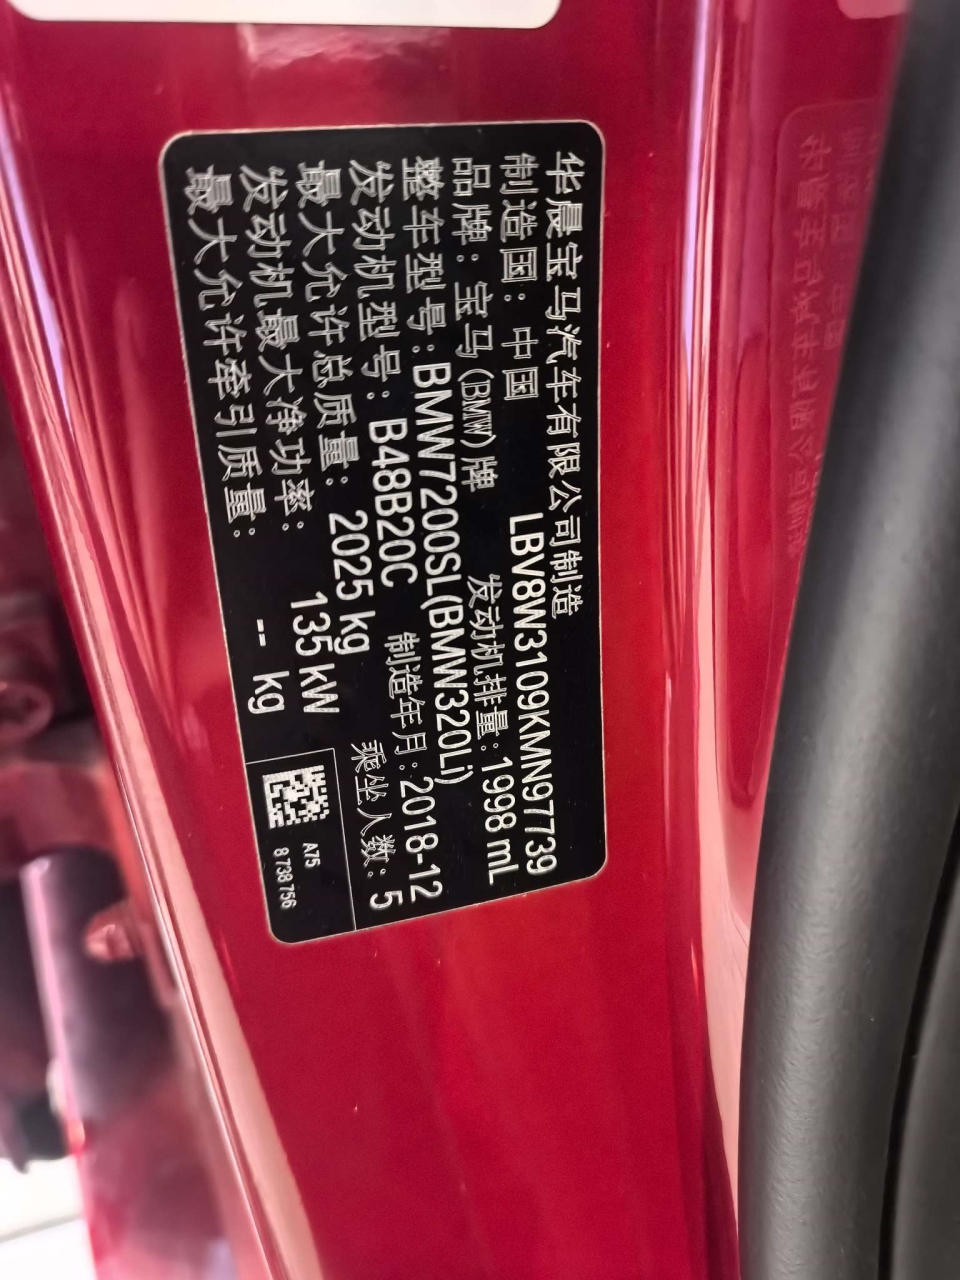 华晨宝马汽车有限公司制造
制造国：中国 LBV8W3109KMN97739
品牌：宝马(BMW)牌 发动机排量：1998 mL
整车型号：BMW7200SL(BMW320Li)
发动机型号：B48B20C 制造年月：2018-12
最大允许总质量：2025 kg 乘坐人数：5
发动机最大净功率：135 kW
最大允许牵引质量：-- kg
A75
8 738 756